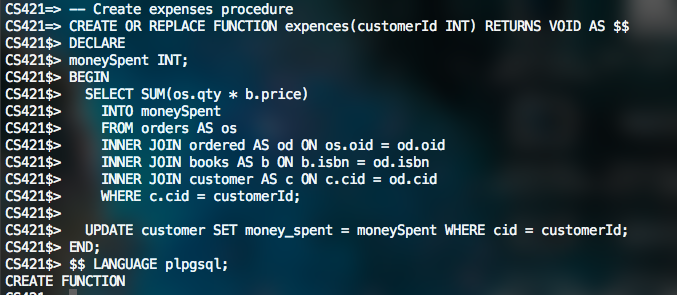 CS421=> -- Create expenses procedure
CS421=> CREATE OR REPLACE FUNCTION expences(customerId INT) RETURNS VOID AS $$
CS421$> DECLARE
CS421$> moneySpent INT;
CS421$> BEGIN
CS421$>   SELECT SUM(os.qty * b.price)
CS421$>     INTO moneySpent
CS421$>     FROM orders AS os
CS421$>     INNER JOIN ordered AS od ON os.oid = od.oid
CS421$>     INNER JOIN books AS b ON b.isbn = od.isbn
CS421$>     INNER JOIN customer AS c ON c.cid = od.cid
CS421$>     WHERE c.cid = customerId;
CS421$>
CS421$>   UPDATE customer SET money_spent = moneySpent WHERE cid = customerId;
CS421$> END;
CS421$> $$ LANGUAGE plpgsql;
CREATE FUNCTION